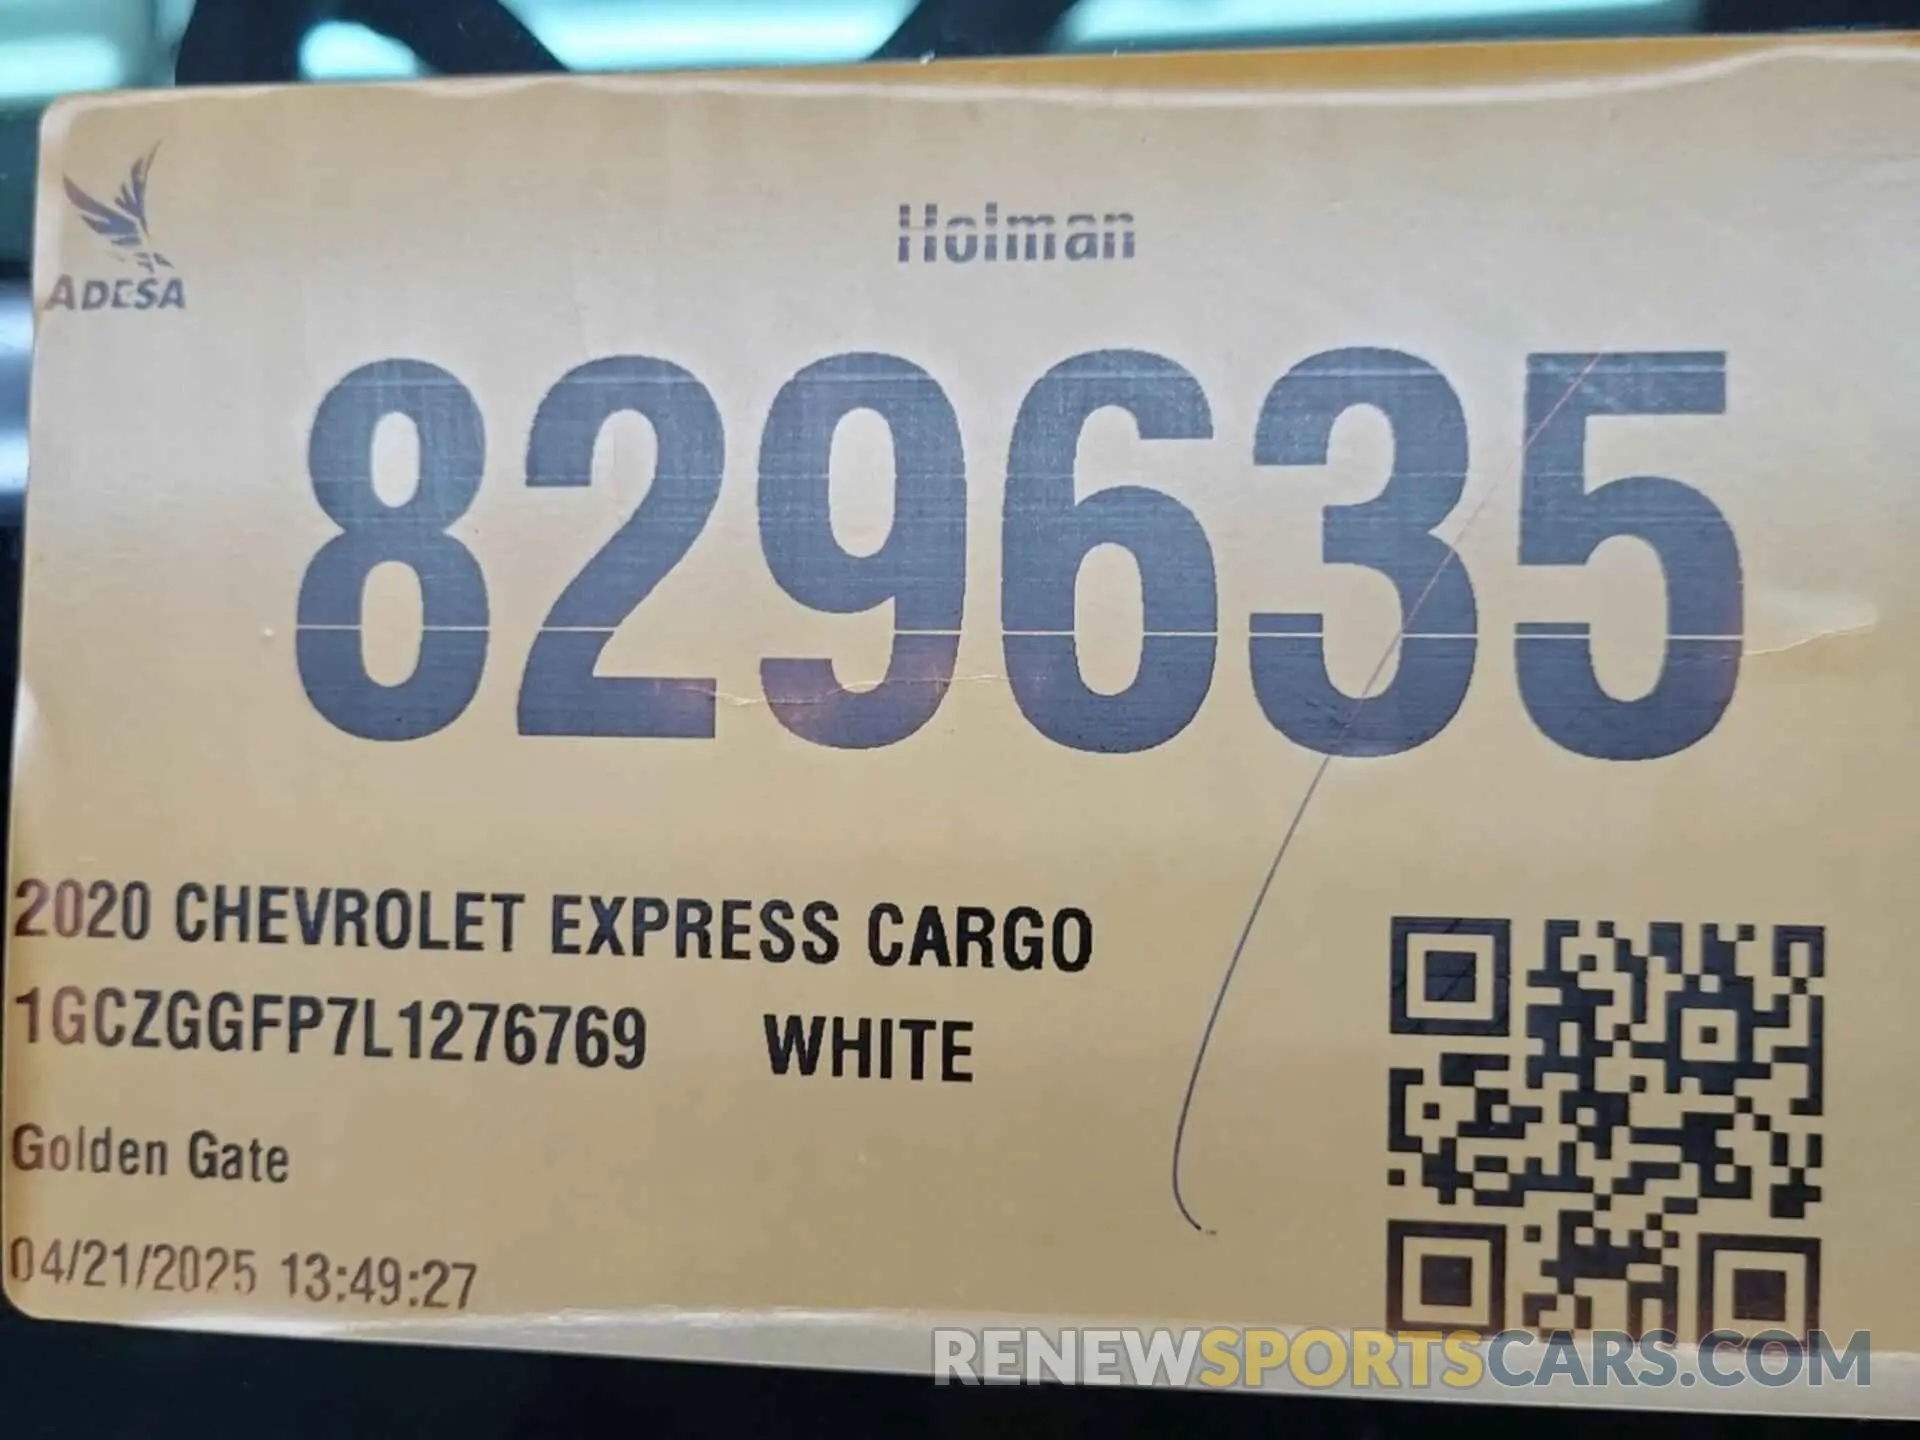 ADESA
Holman
829635
2020 CHEVROLET EXPRESS CARGO
1GCZGGFP7L1276769 WHITE
Golden Gate
04/21/2025 13:49:27
RENEWSPORTSCARS.COM